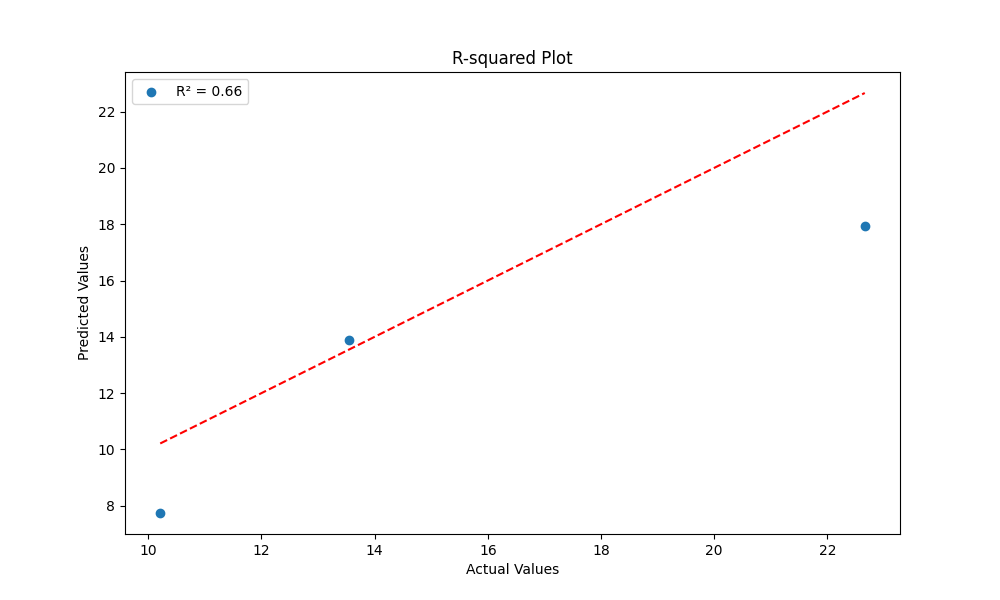 R-squared Plot
R² = 0.66
22
20
18
16
14
12
10
8
Predicted Values
10 12 14 16 18 20 22
Actual Values